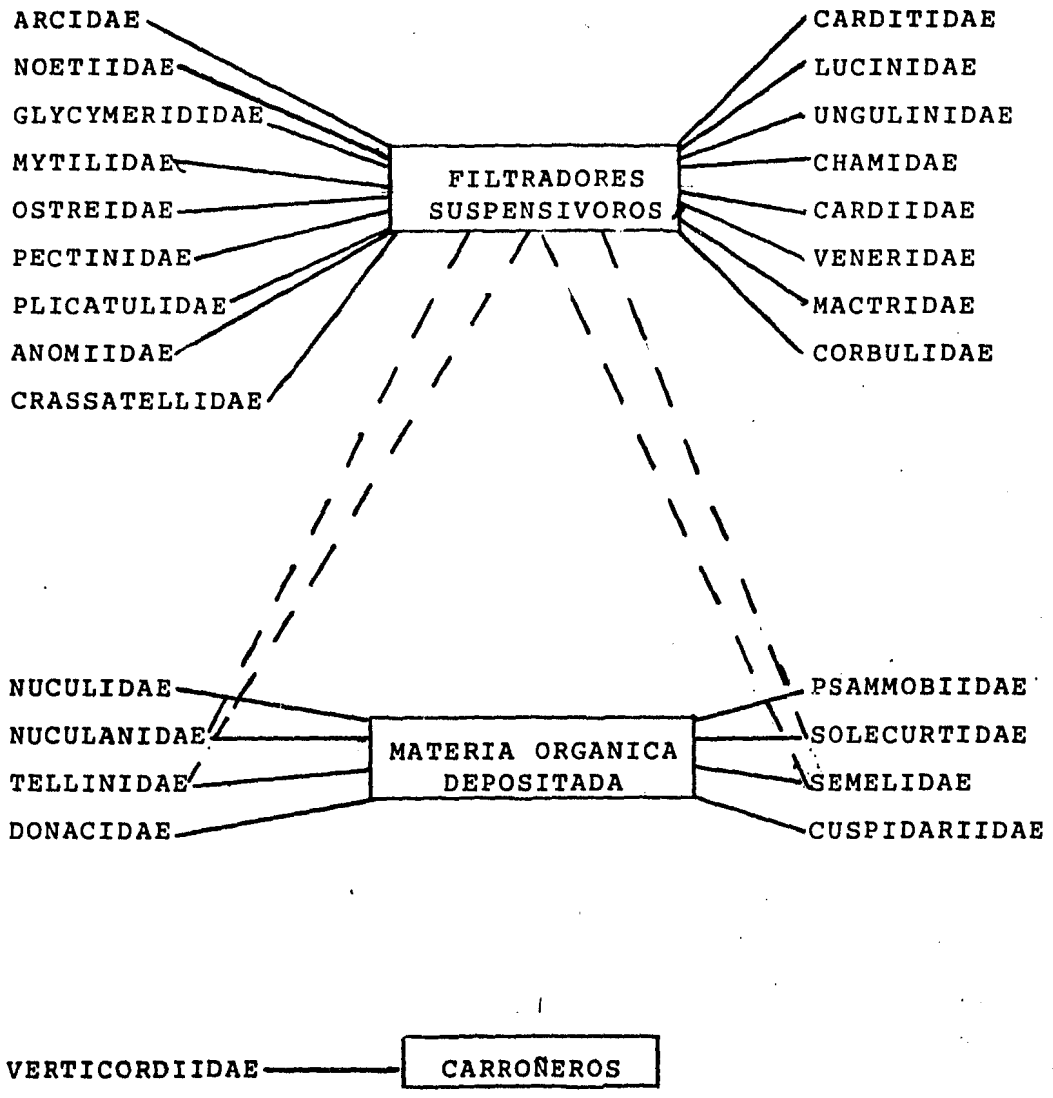 ARCIDAE
NOETIIDAE
GLYCYMERIDIDAE
MYTILIDAE
OSTREIDAE
PECTINIDAE
PLICATULIDAE
ANOMIIDAE
CRASSATELLIDAE
FILTRADORES
SUSPENSIVOROS
CARDITIDAE
LUCINIDAE
UNGULINIDAE
CHAMIDAE
CARDIIDAE
VENERIDAE
MACTRIDAE
CORBULIDAE
NUCULIDAE
NUCULANIDAE
TELLINIDAE
DONACIDAE
MATERIA ORGANICA
DEPOSITADA
PSAMMOBIIDAE
SOLECURTIDAE
SEMELIDAE
CUSPIDARIIDAE
VERTICORDIIDAE
CARROÑEROS